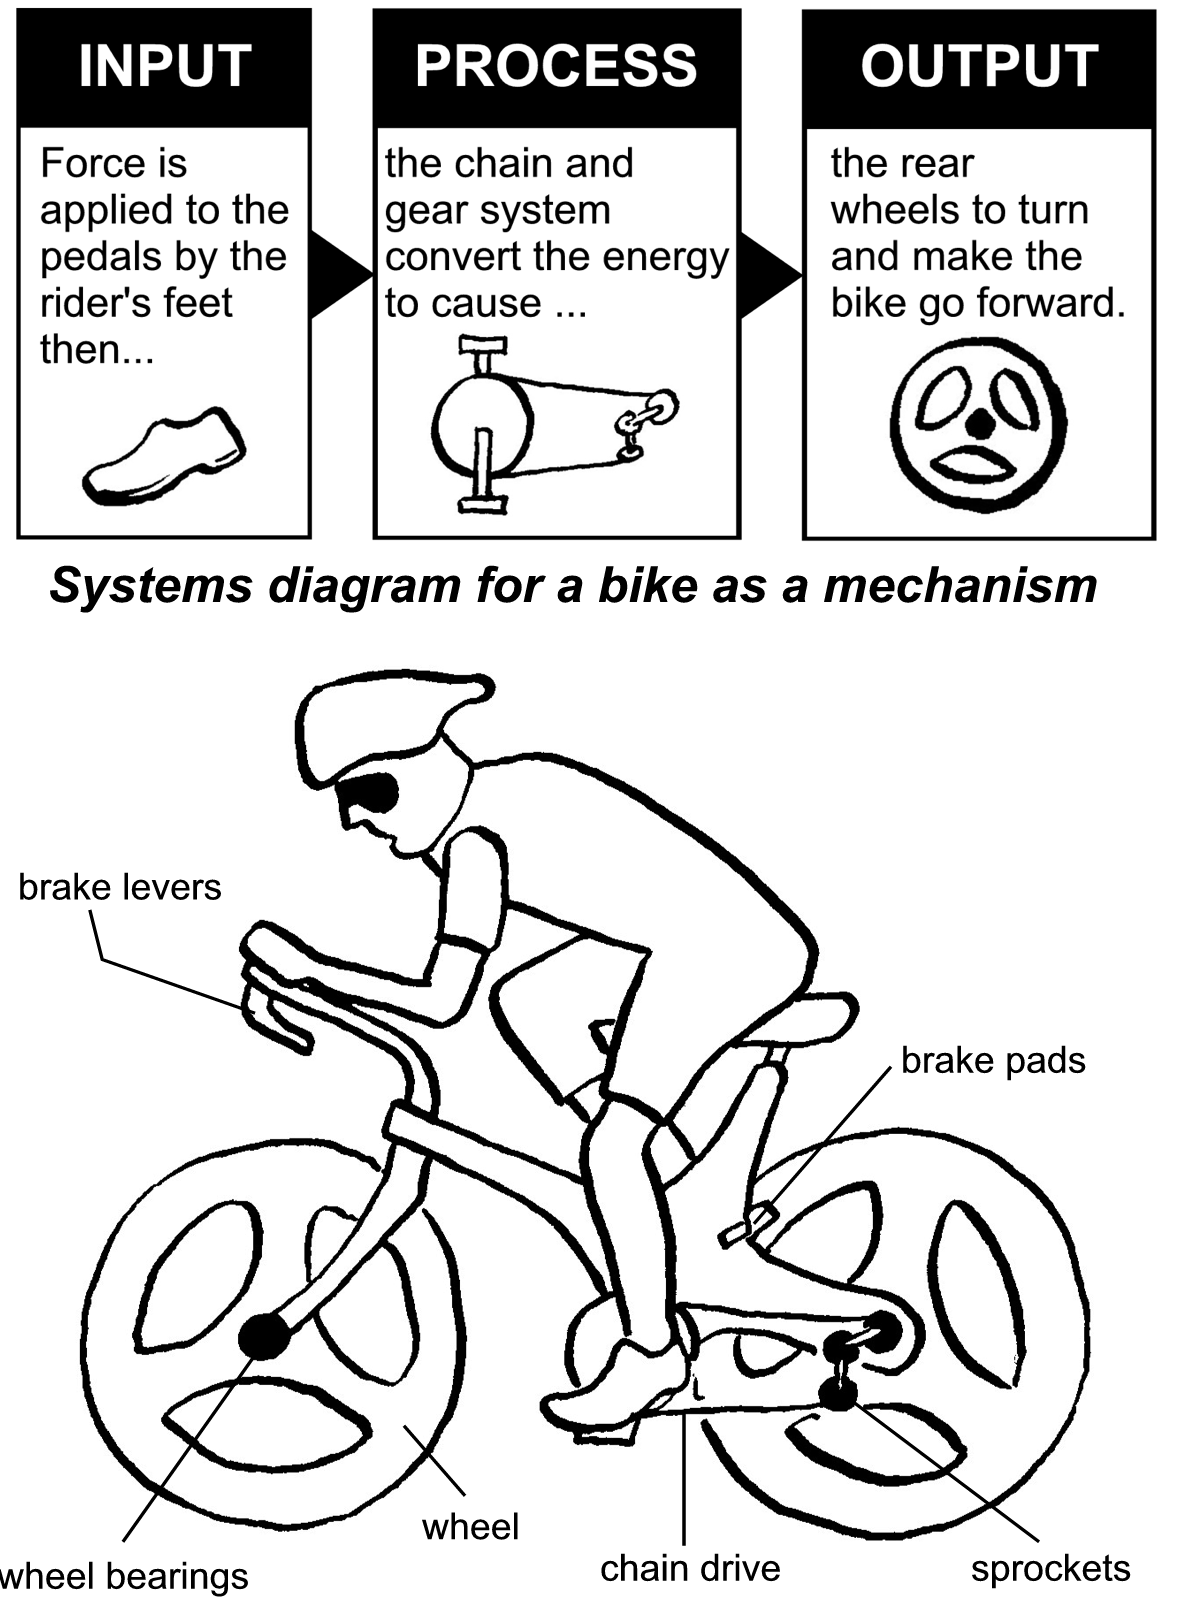 INPUT
Force is
applied to the
pedals by the
rider's feet
then...
PROCESS
the chain and
gear system
convert the energy
to cause ...
OUTPUT
the rear
wheels to turn
and make the
bike go forward.
Systems diagram for a bike as a mechanism
brake levers
brake pads
wheel
chain drive
sprockets
wheel bearings